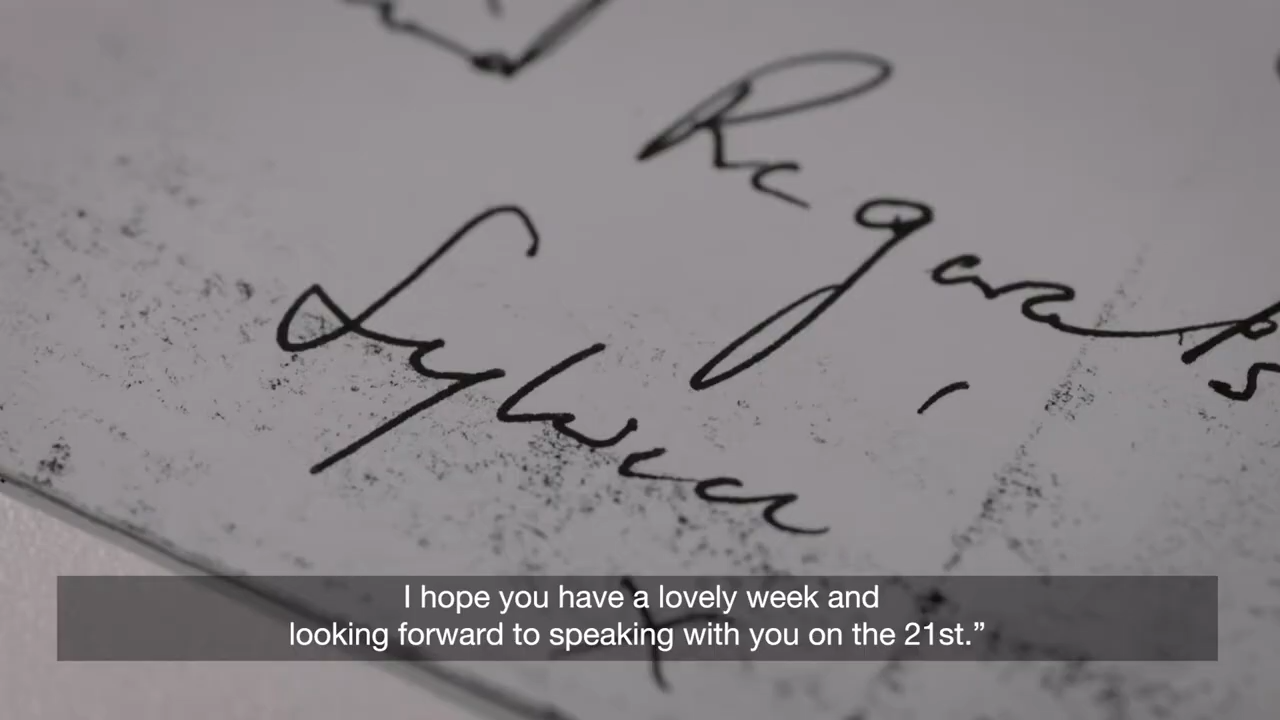 Regards
Sylvia
I hope you have a lovely week and
looking forward to speaking with you on the 21st.”